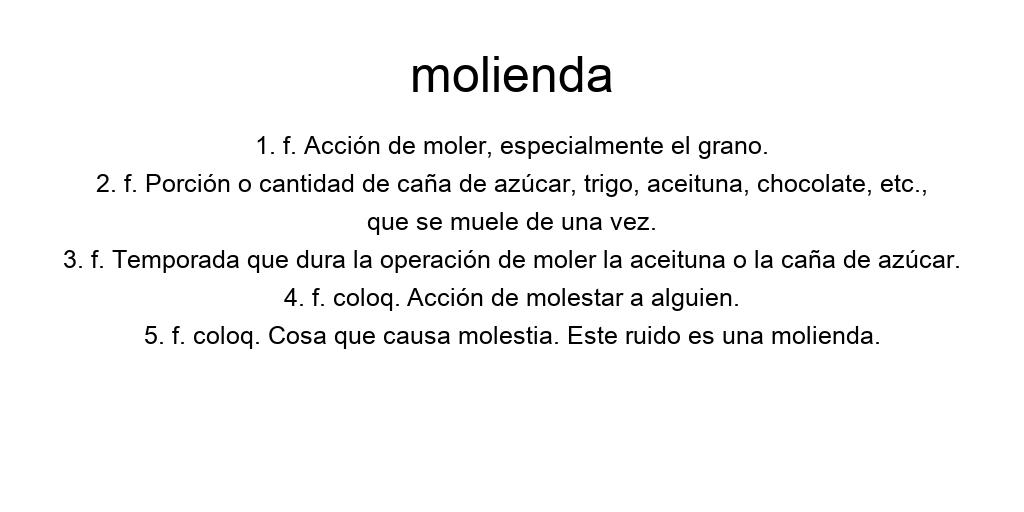 molienda
1. f. Acción de moler, especialmente el grano.
2. f. Porción o cantidad de caña de azúcar, trigo, aceituna, chocolate, etc.,
que se muele de una vez.
3. f. Temporada que dura la operación de moler la aceituna o la caña de azúcar.
4. f. coloq. Acción de molestar a alguien.
5. f. coloq. Cosa que causa molestia. Este ruido es una molienda.